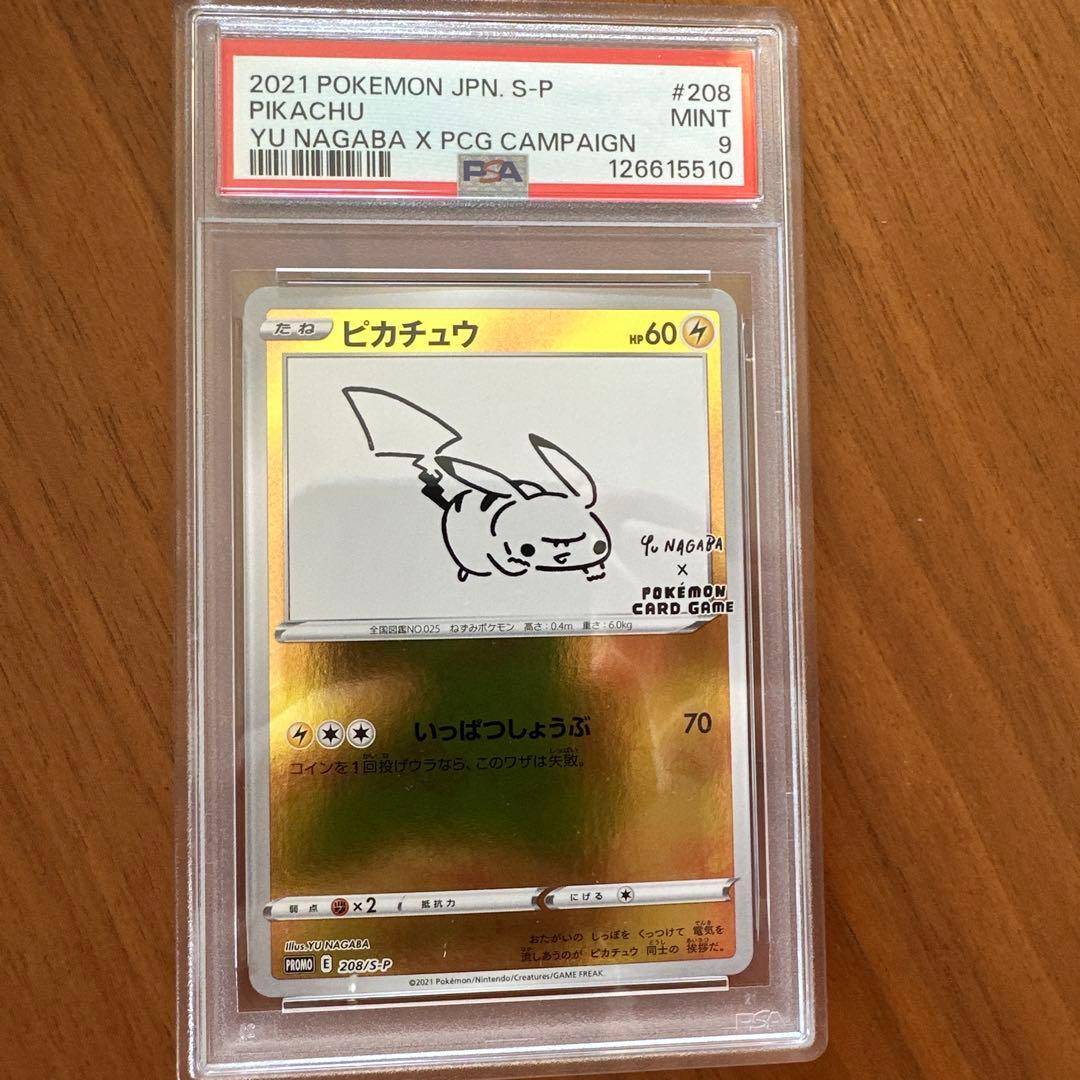 2021 POKEMON JPN. S-P #208
PIKACHU MINT
YU NAGABA X PCG CAMPAIGN 9
PSA 126615510
たね ピカチュウ HP60
YU NAGABA
×
POKÉMON
CARD GAME
全国図鑑NO.025 ねずみポケモン 高さ:0.4m 重さ:6.0kg
いっぱつしょうぶ 70
コインを1回投げウラなら、このワザは失敗。
弱点 ×2 抵抗力 にげる
おたがいの しっぽを くっつけて 電気を
流しあうのが ピカチュウ 同士の 挨拶だ。
Illus.YU NAGABA
PROMO E 208/S-P
©2021 Pokémon/Nintendo/Creatures/GAME FREAK.
21
PSA